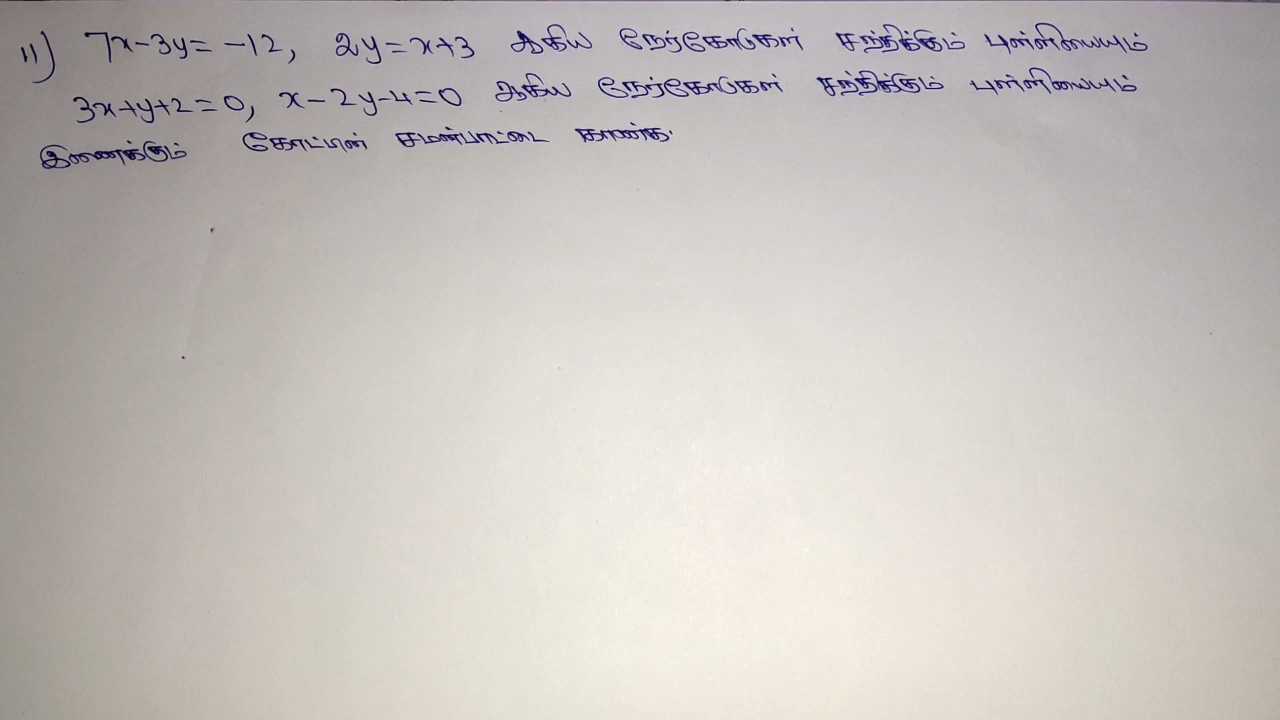 11) 7x-3y= -12, 2y=x+3 ஆகிய நேர்கோடுகள் சந்திக்கும் புள்ளியையும்
3x+y+2=0, x-2y-4=0 ஆகிய நேர்கோடுகள் சந்திக்கும் புள்ளியையும்
இணைக்கும் கோட்டின் சமன்பாட்டை காண்க.